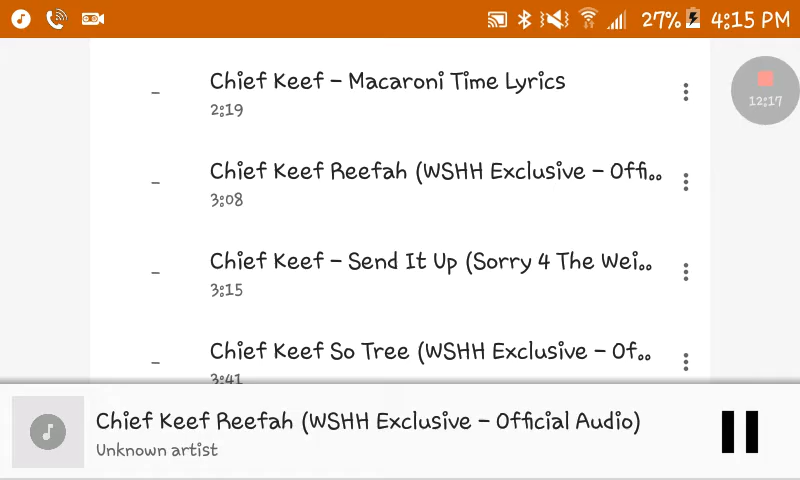 27% 4:15 PM
Chief Keef – Macaroni Time Lyrics
2:19
12:17
Chief Keef Reefah (WSHH Exclusive – Offi..
3:08
Chief Keef – Send It Up (Sorry 4 The Wei..
3:15
Chief Keef So Tree (WSHH Exclusive – Of..
3:41
Chief Keef Reefah (WSHH Exclusive – Official Audio)
Unknown artist